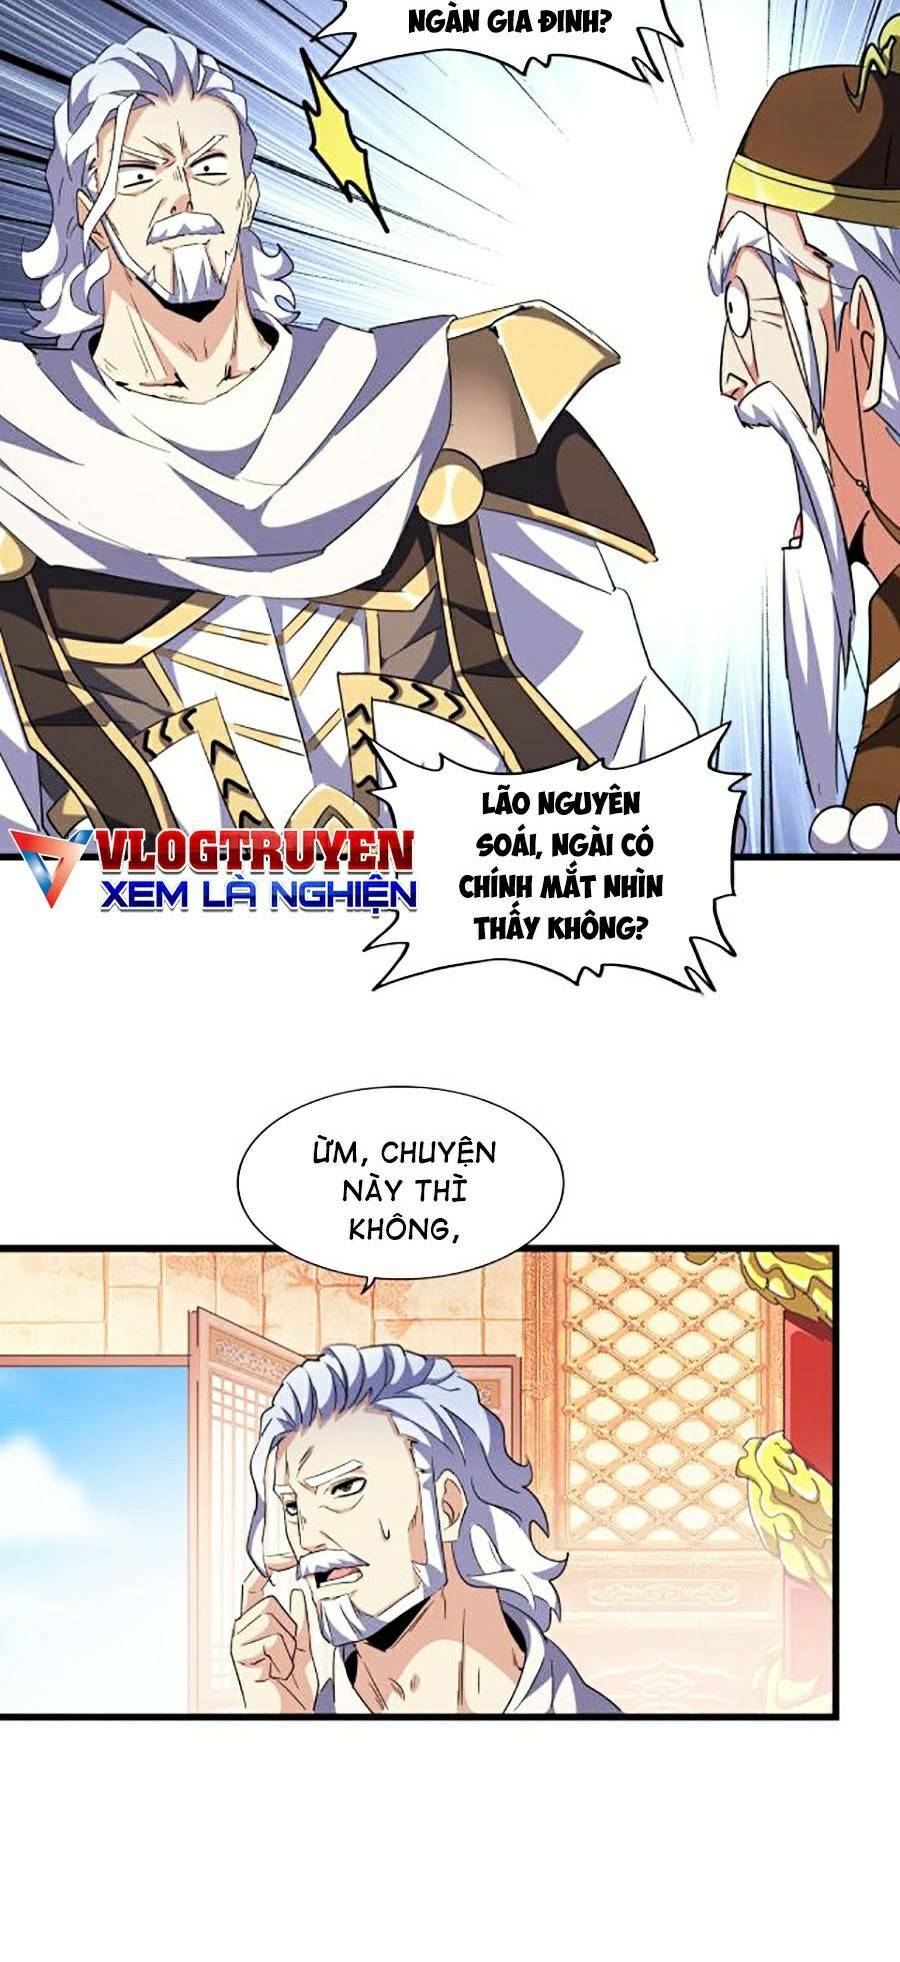 NGÀN GIA ĐINH?
LÃO NGUYÊN
SOÁI, NGÀI CÓ
CHÍNH MẮT NHÌN
THẤY KHÔNG?
VLOGTRUYEN
XEM LÀ NGHIỆN
ỪM, CHUYỆN
NÀY THÌ
KHÔNG,